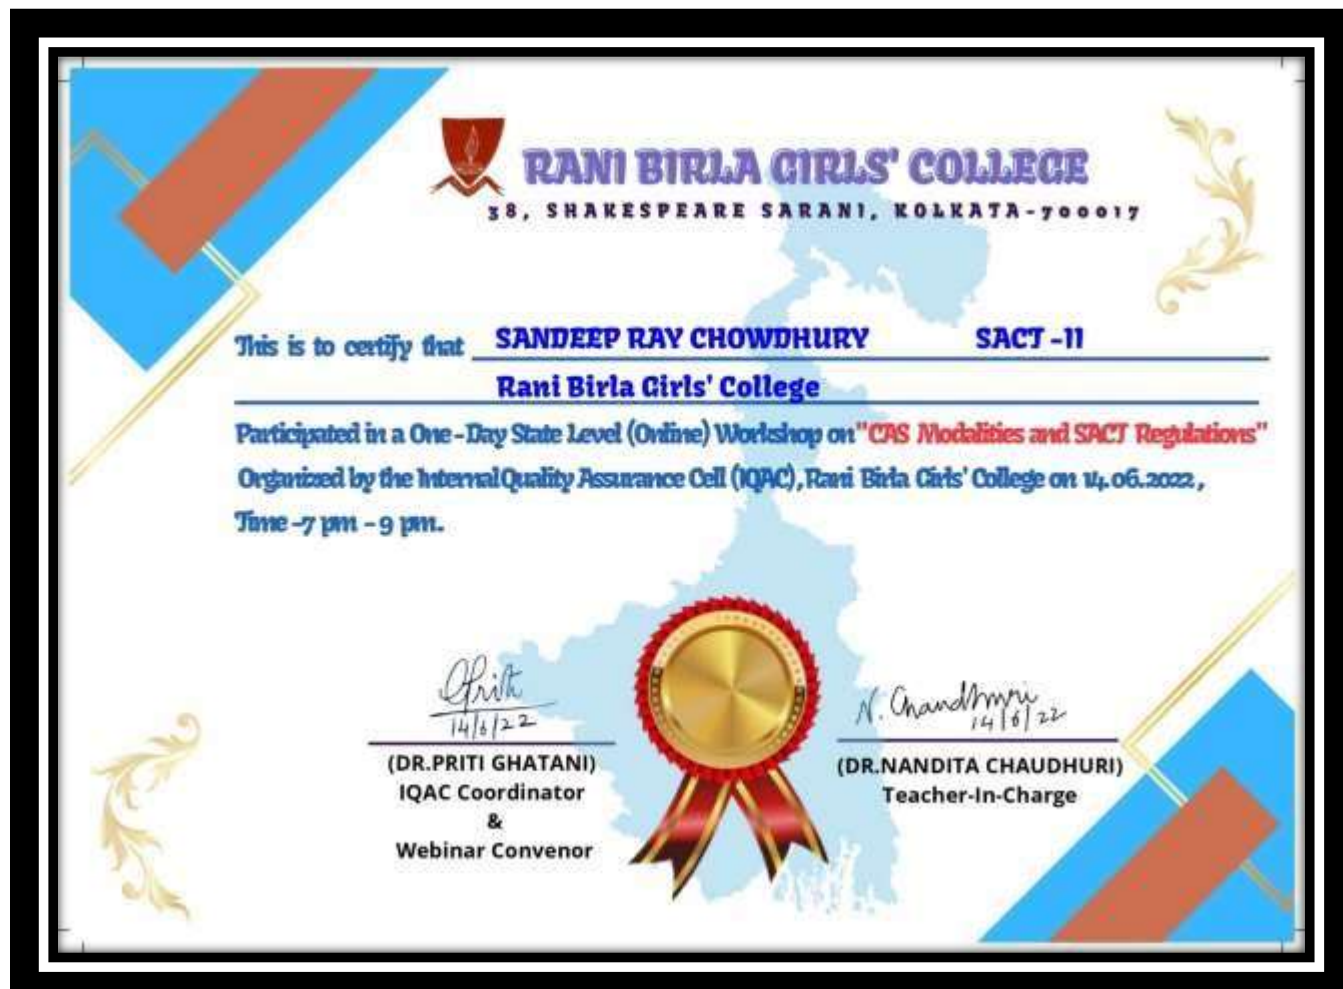 RANI BIRLA GIRLS' COLLEGE
38, SHAKESPEARE SARANI, KOLKATA-700017
This is to certify that SANDEEP RAY CHOWDHURY SACT -II
Rani Birla Girls' College
Participated in a One-Day State Level (Online) Workshop on "CAS Modalities and SACT Regulations"
Organized by the Internal Quality Assurance Cell (IQAC), Rani Birla Girls' College on 14.06.2022,
Time -7 pm - 9 pm.
14/6/22
N. Chaudhuri
14/6/22
(DR.PRITI GHATANI)
IQAC Coordinator
&
Webinar Convenor
(DR.NANDITA CHAUDHURI)
Teacher-In-Charge